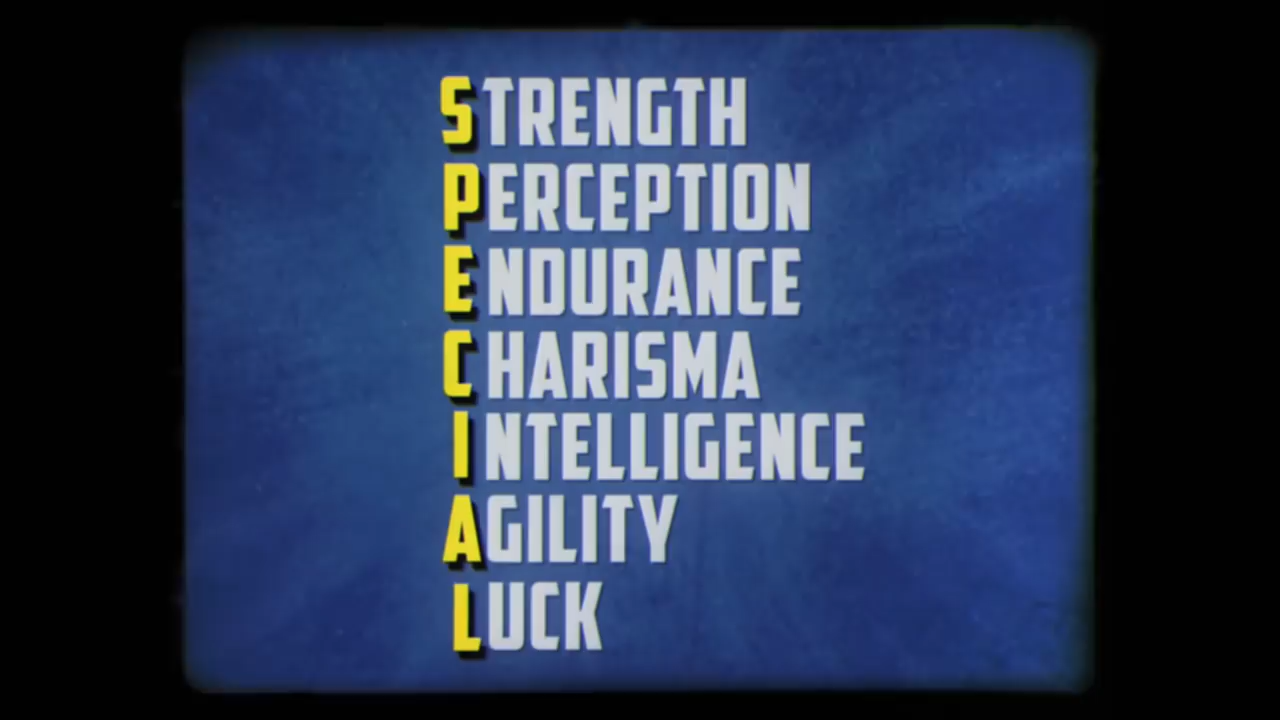 STRENGTH
PERCEPTION
ENDURANCE
CHARISMA
INTELLIGENCE
AGILITY
LUCK